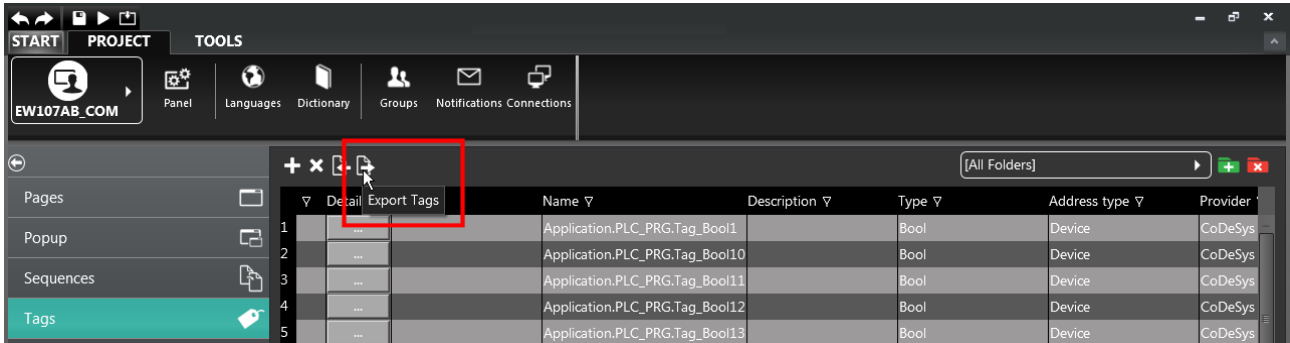 START PROJECT TOOLS
EW107AB_COM
Panel Languages Dictionary Groups Notifications Connections
[All Folders]
Export Tags
Pages
Detail Name Description Type Address type Provider
Popup
1 ... Application.PLC_PRG.Tag_Bool1 Bool Device CoDeSys
2 ... Application.PLC_PRG.Tag_Bool10 Bool Device CoDeSys
Sequences
3 ... Application.PLC_PRG.Tag_Bool11 Bool Device CoDeSys
4 ... Application.PLC_PRG.Tag_Bool12 Bool Device CoDeSys
Tags
5 ... Application.PLC_PRG.Tag_Bool13 Bool Device CoDeSys